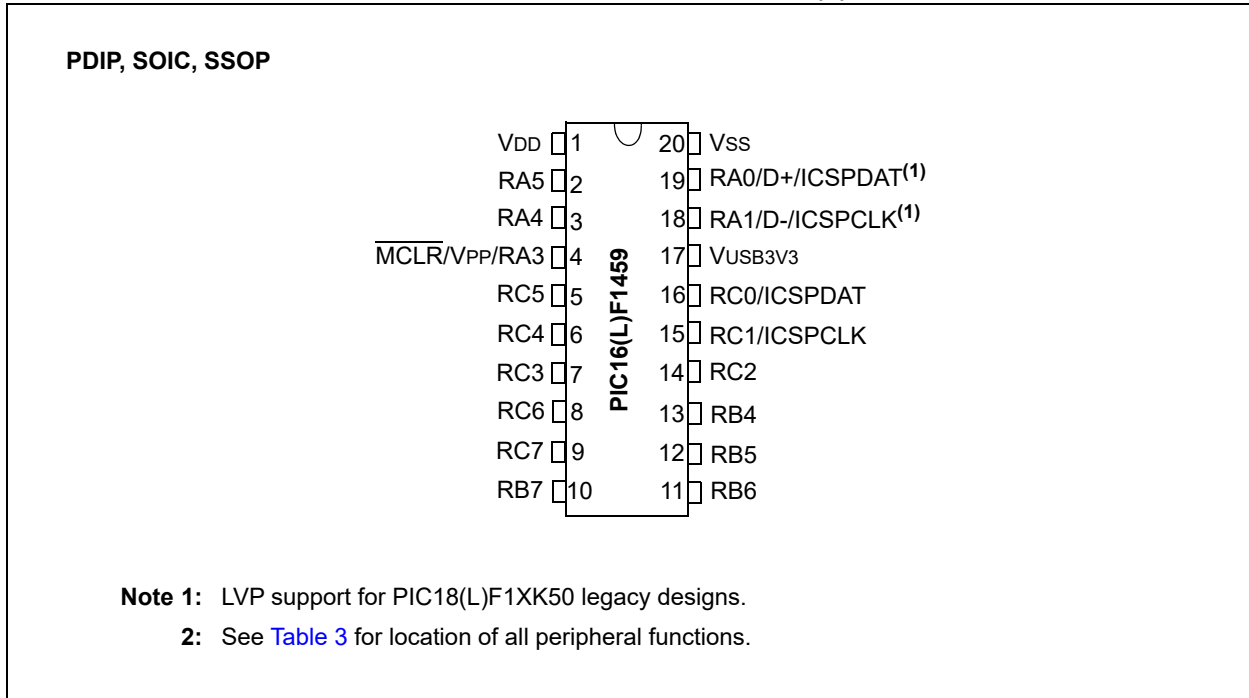 PDIP, SOIC, SSOP
VDD 1 20 VSS
RA5 2 19 RA0/D+/ICSPDAT(1)
RA4 3 18 RA1/D-/ICSPCLK(1)
MCLR/VPP/RA3 4 17 VUSB3V3
RC5 5 16 RC0/ICSPDAT
RC4 6 15 RC1/ICSPCLK
RC3 7 14 RC2
RC6 8 13 RB4
RC7 9 12 RB5
RB7 10 11 RB6
PIC16(L)F1459
Note 1: LVP support for PIC18(L)F1XK50 legacy designs.
2: See Table 3 for location of all peripheral functions.